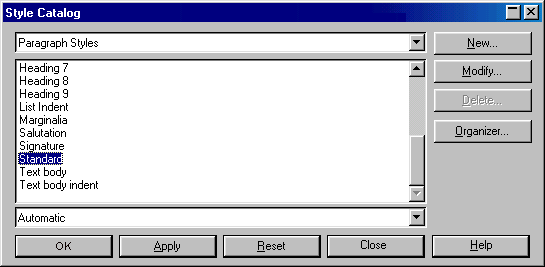 Style Catalog
Paragraph Styles
New...
Heading 7
Heading 8
Heading 9
List Indent
Marginalia
Salutation
Signature
Standard
Text body
Text body indent
Modify...
Delete...
Organizer...
Automatic
OK
Apply
Reset
Close
Help